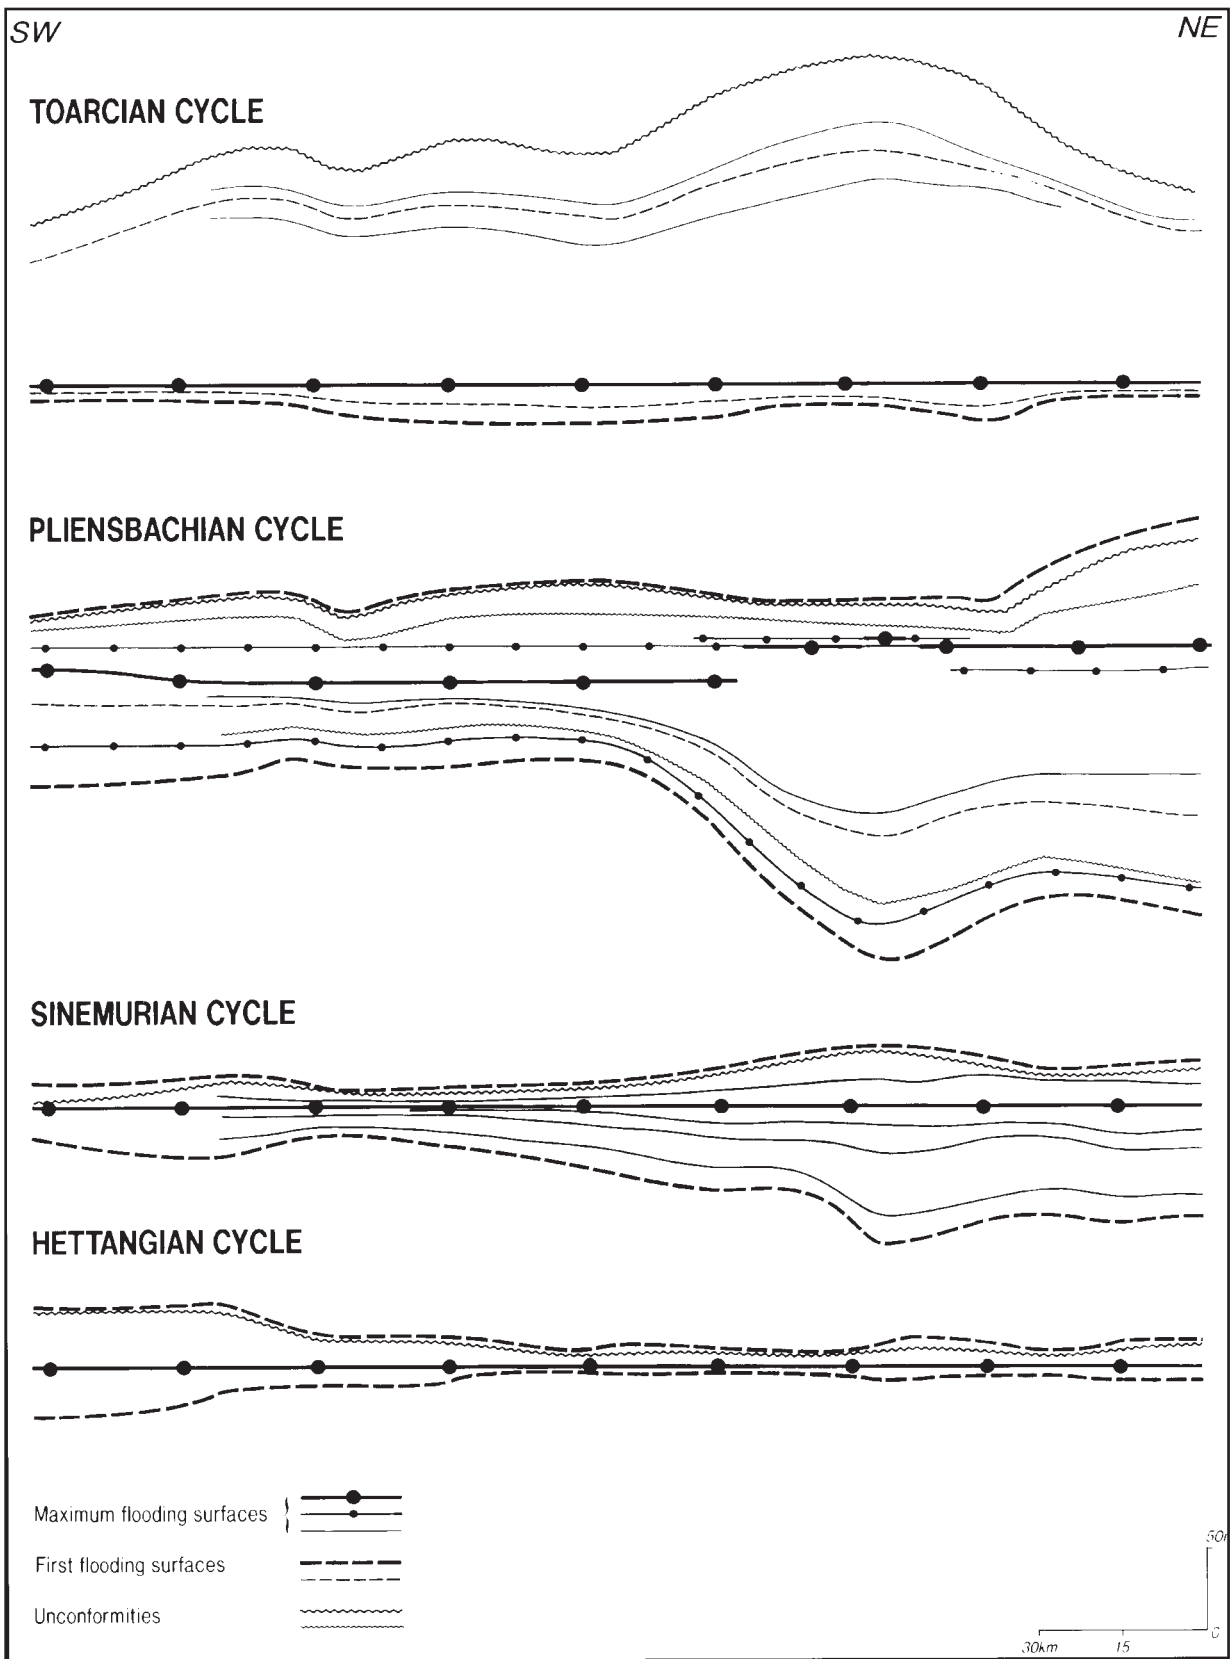 SW
NE
TOARCIAN CYCLE
PLIENSBACHIAN CYCLE
SINEMURIAN CYCLE
HETTANGIAN CYCLE
Maximum flooding surfaces
First flooding surfaces
Unconformities
50
0
30km
15